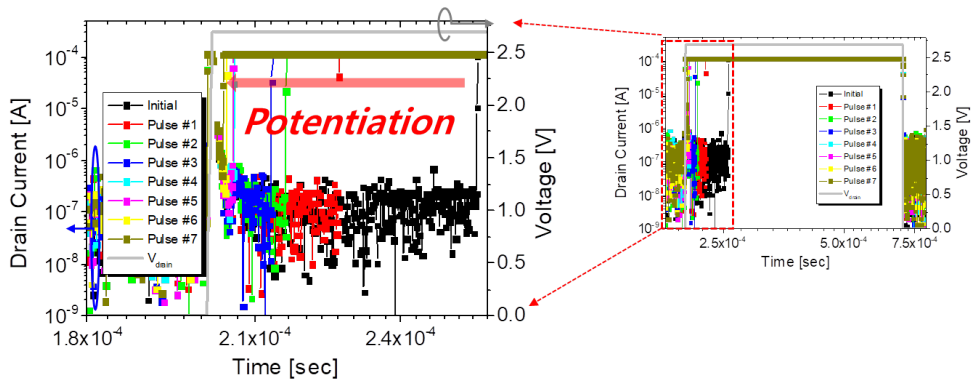 10⁻⁴
10⁻⁵
10⁻⁶
10⁻⁷
10⁻⁸
10⁻⁹
Drain Current [A]
Initial
Pulse #1
Pulse #2
Pulse #3
Pulse #4
Pulse #5
Pulse #6
Pulse #7
V_drain
Potentiation
2.5
2.0
1.5
1.0
0.5
0.0
Voltage [V]
1.8x10⁻⁴
2.1x10⁻⁴
2.4x10⁻⁴
Time [sec]
10⁻⁴
10⁻⁵
10⁻⁶
10⁻⁷
10⁻⁸
10⁻⁹
Drain Current [A]
Initial
Pulse #1
Pulse #2
Pulse #3
Pulse #4
Pulse #5
Pulse #6
Pulse #7
V_drain
2.5
2.0
1.5
1.0
0.5
0.0
Voltage [V]
2.5x10⁻⁴
5.0x10⁻⁴
7.5x10⁻⁴
Time [sec]